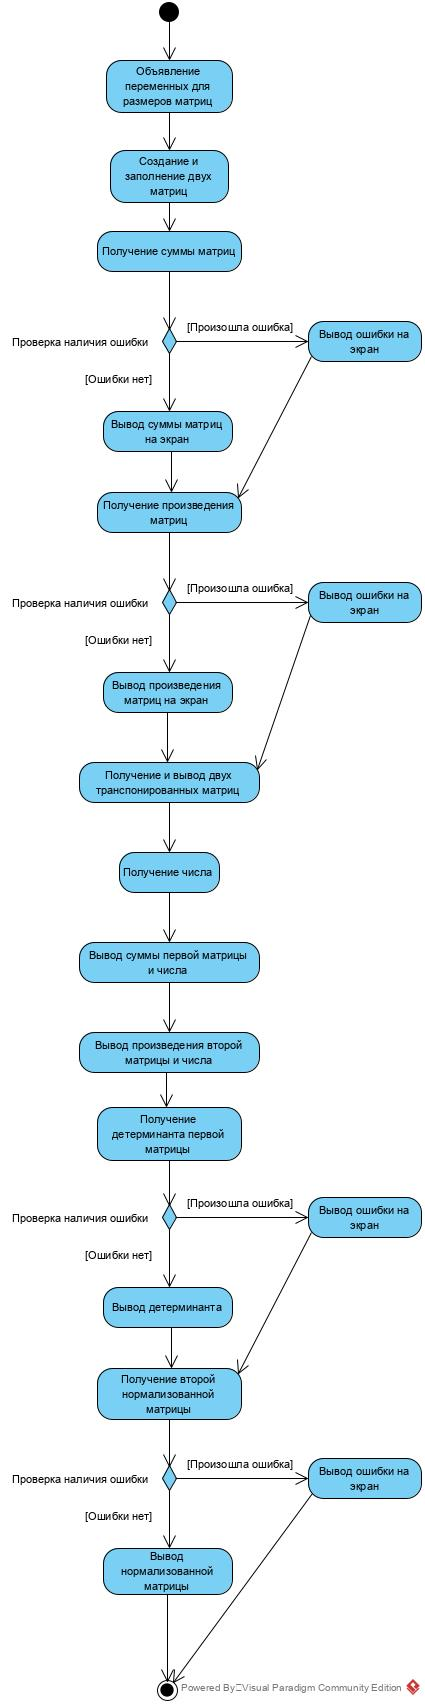 Объявление
переменных для
размеров матриц
Создание и
заполнение двух
матриц
Получение суммы матриц
[Произошла ошибка]
Проверка наличия ошибки
Вывод ошибки на
экран
[Ошибки нет]
Вывод суммы матриц
на экран
Получение произведения
матриц
[Произошла ошибка]
Проверка наличия ошибки
Вывод ошибки на
экран
[Ошибки нет]
Вывод произведения
матриц на экран
Получение и вывод двух
транспонированных матриц
Получение числа
Вывод суммы первой матрицы
и числа
Вывод произведения второй
матрицы и числа
Получение
детерминанта первой
матрицы
[Произошла ошибка]
Проверка наличия ошибки
Вывод ошибки на
экран
[Ошибки нет]
Вывод детерминанта
Получение второй
нормализованной
матрицы
[Произошла ошибка]
Проверка наличия ошибки
Вывод ошибки на
экран
[Ошибки нет]
Вывод
нормализованной
матрицы
Powered By Visual Paradigm Community Edition